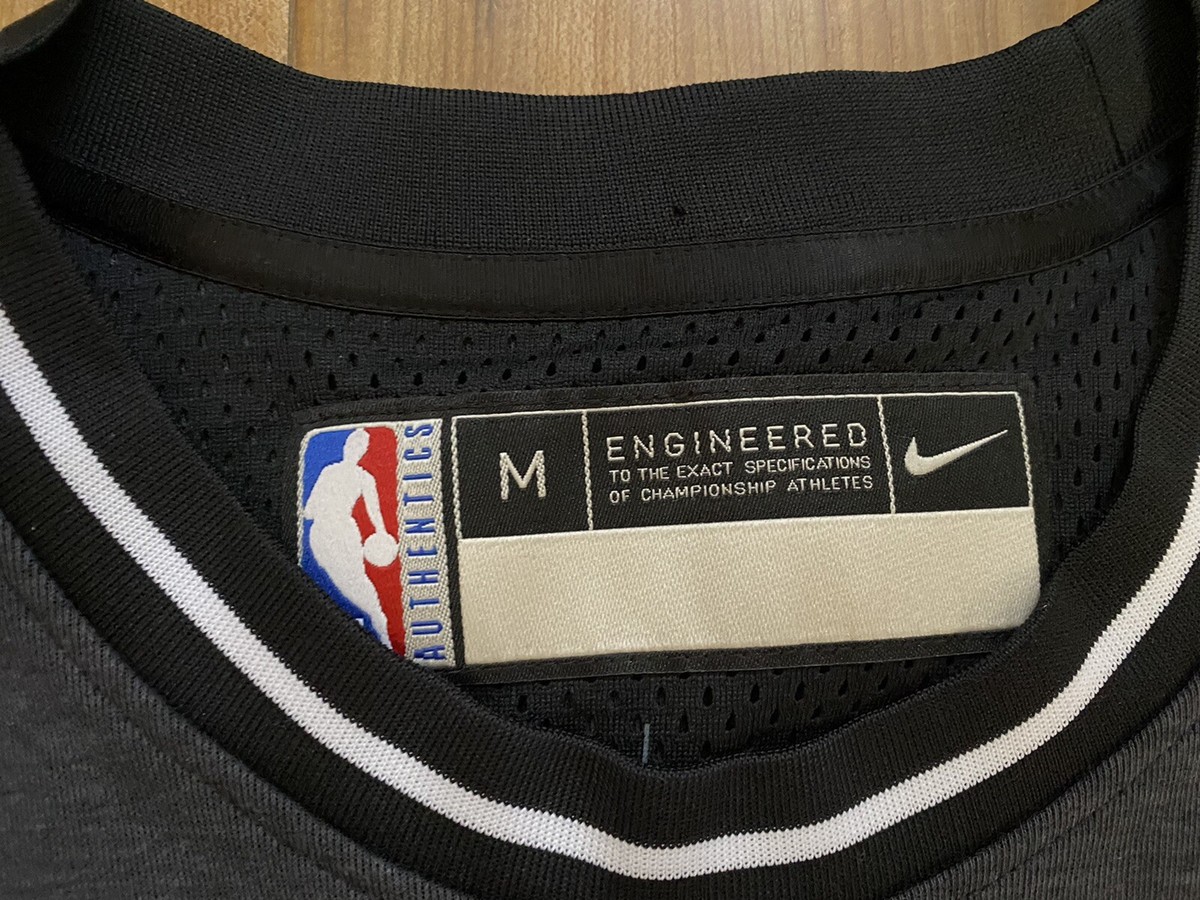 AUTHENTICS
M
ENGINEERED
TO THE EXACT SPECIFICATIONS
OF CHAMPIONSHIP ATHLETES